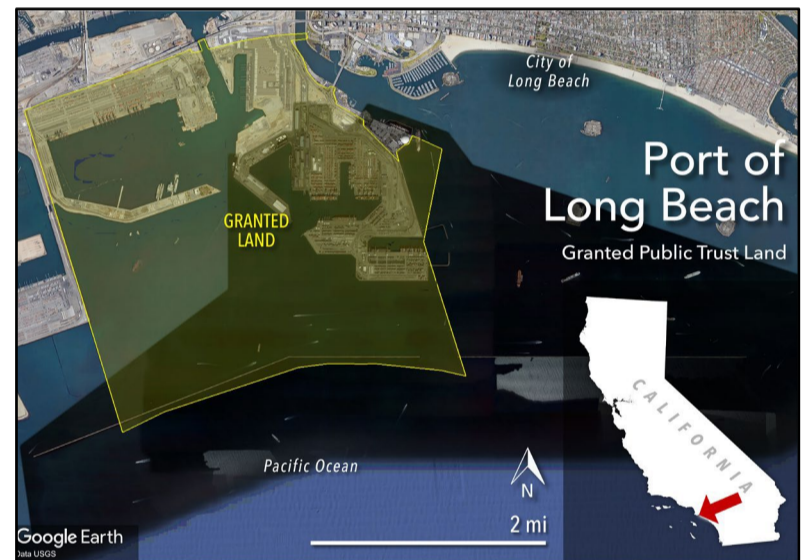 City of
Long Beach
Port of
Long Beach
GRANTED
LAND
Granted Public Trust Land
CALIFORNIA
Pacific Ocean
N
2 mi
Google Earth
Data USGS